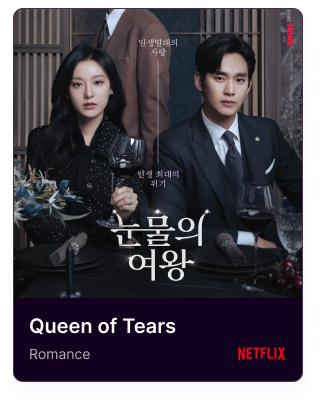 일생일대의
사랑
인생 최대의
위기
눈물의
여왕
Queen of Tears
Romance
NETFLIX